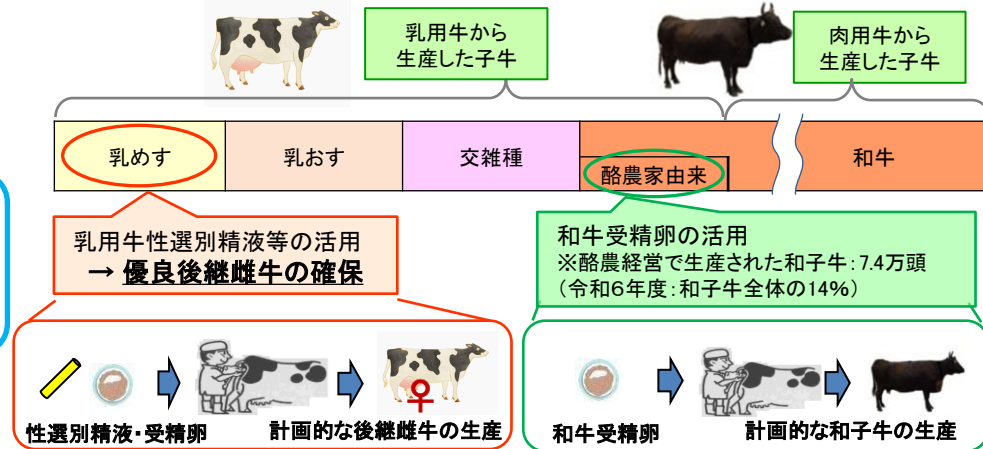 乳用牛から
生産した子牛
肉用牛から
生産した子牛
乳めす
乳おす
交雑種
酪農家由来
和牛
乳用牛性選別精液等の活用
→ 優良後継雌牛の確保
和牛受精卵の活用
※酪農経営で生産された和子牛:7.4万頭
(令和6年度:和子牛全体の14%)
性選別精液・受精卵
計画的な後継雌牛の生産
和牛受精卵
計画的な和子牛の生産